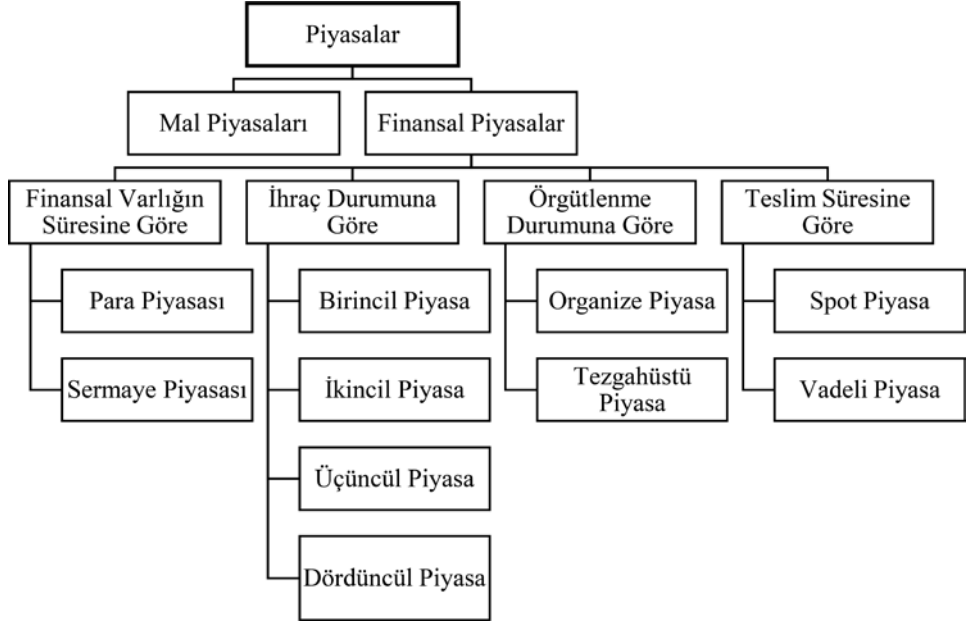 Piyasalar
Mal Piyasaları
Finansal Piyasalar
Finansal Varlığın
Süresine Göre
Para Piyasası
Sermaye Piyasası
İhraç Durumuna
Göre
Birincil Piyasa
İkincil Piyasa
Üçüncül Piyasa
Dördüncül Piyasa
Örgütlenme
Durumuna Göre
Organize Piyasa
Tezgahüstü
Piyasa
Teslim Süresine
Göre
Spot Piyasa
Vadeli Piyasa